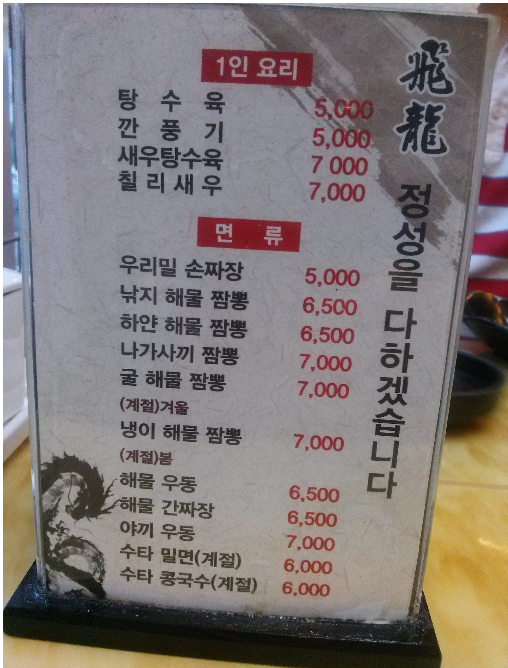 飛龍
정성을 다하겠습니다
1인 요리
탕 수 육 5,000
깐 풍 기 5,000
새우탕수육 7 000
칠 리 새 우 7,000
면 류
우리밀 손짜장 5,000
낚지 해물 짬뽕 6,500
하얀 해물 짬뽕 6,500
나가사끼 짬뽕 7,000
굴 해물 짬뽕 7,000
(계절)겨울
냉이 해물 짬뽕 7,000
(계절)봄
해물 우동 6,500
해물 간짜장 6,500
야끼 우동 7,000
수타 밀면(계절) 6,000
수타 콩국수(계절) 6,000